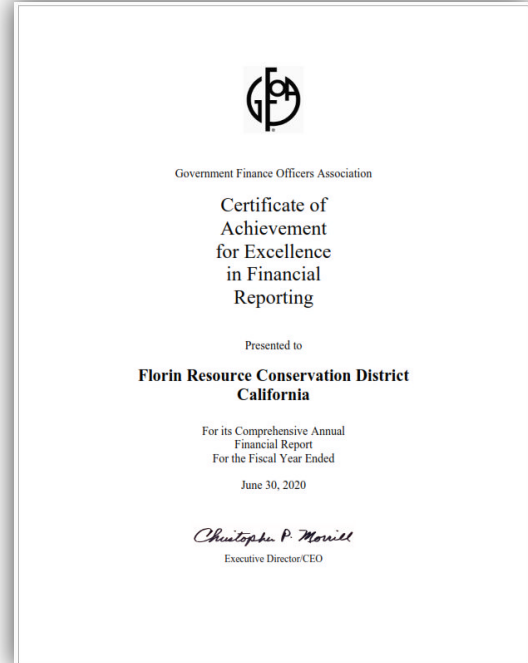 GFOA
Government Finance Officers Association
Certificate of
Achievement
for Excellence
in Financial
Reporting
Presented to
Florin Resource Conservation District
California
For its Comprehensive Annual
Financial Report
For the Fiscal Year Ended
June 30, 2020
Christopher P. Morrill
Executive Director/CEO